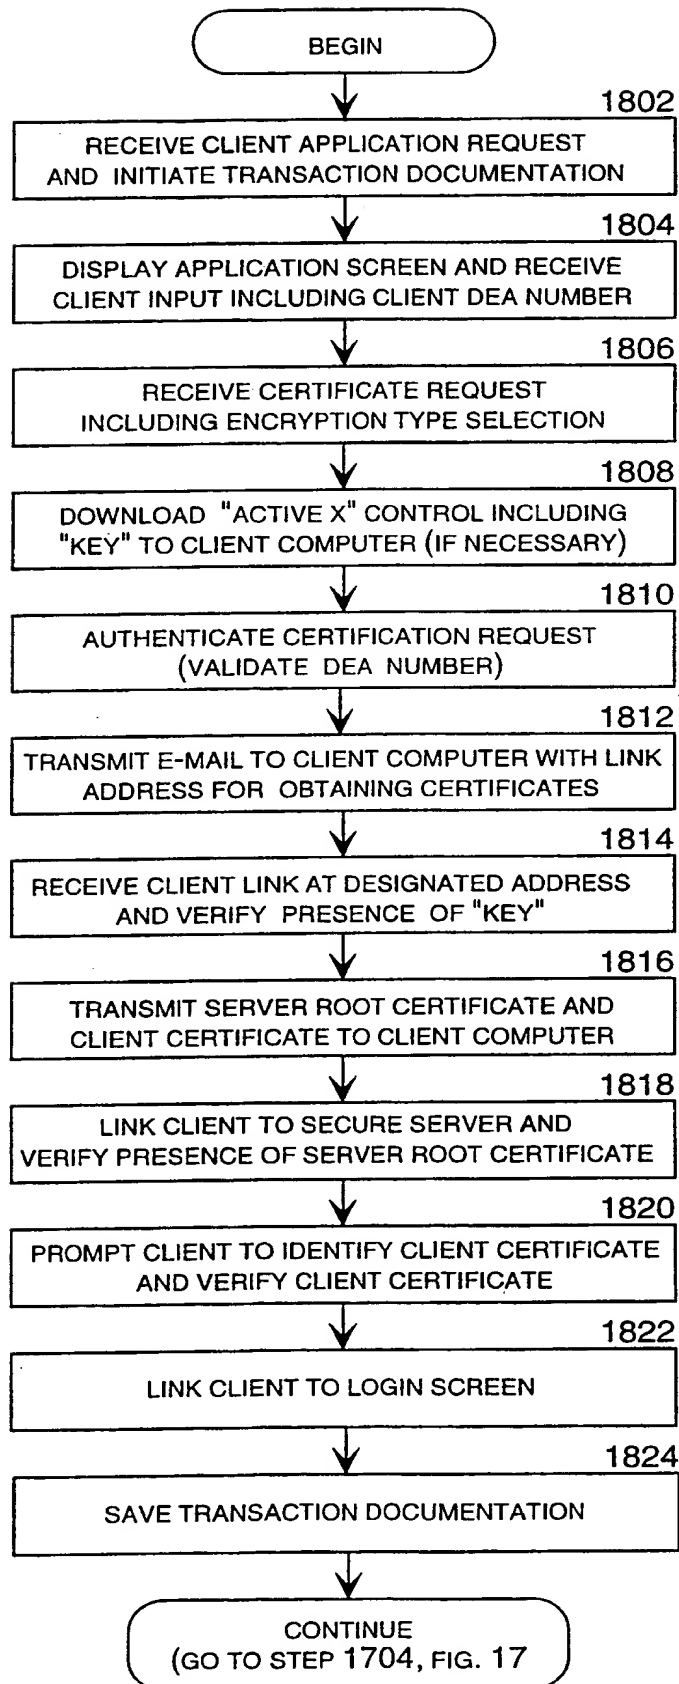 BEGIN
1802
RECEIVE CLIENT APPLICATION REQUEST
AND INITIATE TRANSACTION DOCUMENTATION
1804
DISPLAY APPLICATION SCREEN AND RECEIVE
CLIENT INPUT INCLUDING CLIENT DEA NUMBER
1806
RECEIVE CERTIFICATE REQUEST
INCLUDING ENCRYPTION TYPE SELECTION
1808
DOWNLOAD "ACTIVE X" CONTROL INCLUDING
"KEY" TO CLIENT COMPUTER (IF NECESSARY)
1810
AUTHENTICATE CERTIFICATION REQUEST
(VALIDATE DEA NUMBER)
1812
TRANSMIT E-MAIL TO CLIENT COMPUTER WITH LINK
ADDRESS FOR OBTAINING CERTIFICATES
1814
RECEIVE CLIENT LINK AT DESIGNATED ADDRESS
AND VERIFY PRESENCE OF "KEY"
1816
TRANSMIT SERVER ROOT CERTIFICATE AND
CLIENT CERTIFICATE TO CLIENT COMPUTER
1818
LINK CLIENT TO SECURE SERVER AND
VERIFY PRESENCE OF SERVER ROOT CERTIFICATE
1820
PROMPT CLIENT TO IDENTIFY CLIENT CERTIFICATE
AND VERIFY CLIENT CERTIFICATE
1822
LINK CLIENT TO LOGIN SCREEN
1824
SAVE TRANSACTION DOCUMENTATION
CONTINUE
(GO TO STEP 1704, FIG. 17